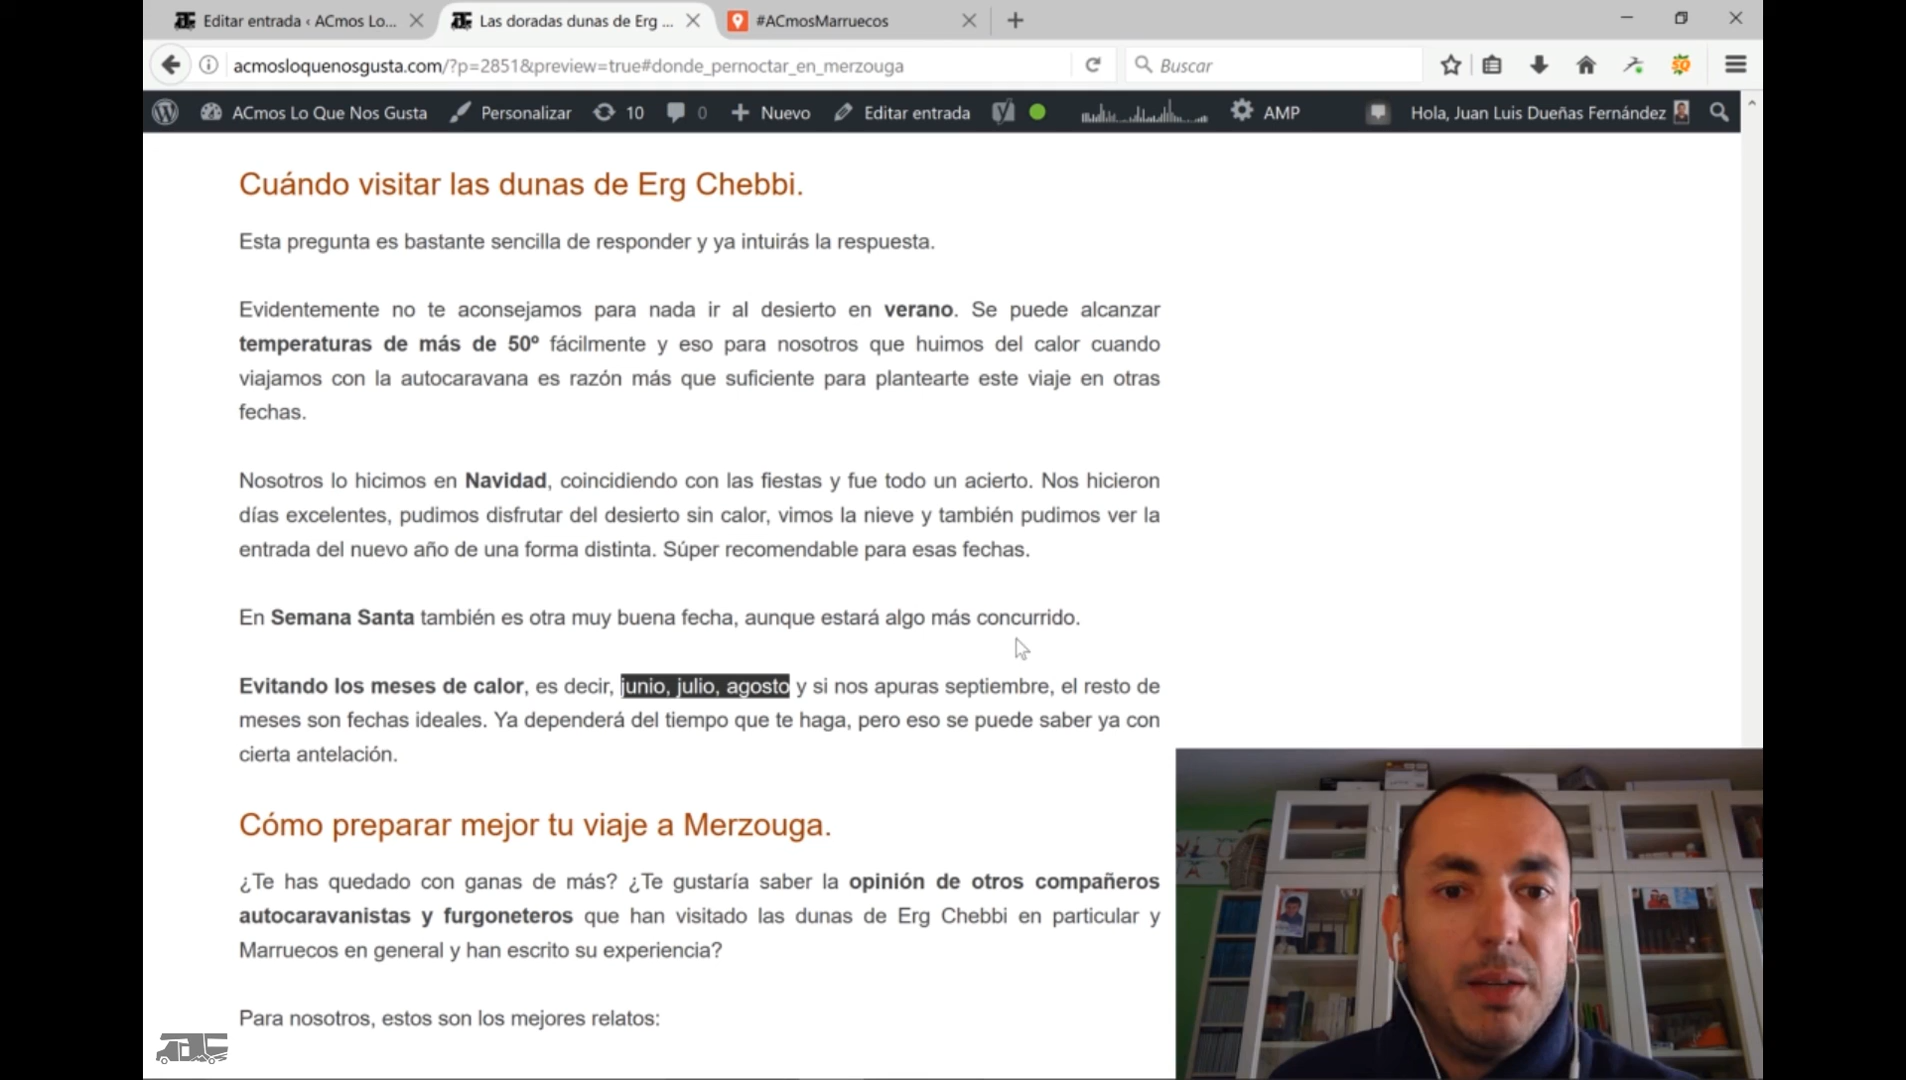 Editar entrada ‹ ACmos Lo...
Las doradas dunas de Erg ...
#ACmosMarruecos
acmosloquenosgusta.com/?p=2851&preview=true#donde_pernoctar_en_merzouga
Buscar
ACmos Lo Que Nos Gusta Personalizar 10 0 Nuevo Editar entrada AMP Hola, Juan Luis Dueñas Fernández
Cuándo visitar las dunas de Erg Chebbi.
Esta pregunta es bastante sencilla de responder y ya intuirás la respuesta.
Evidentemente no te aconsejamos para nada ir al desierto en verano. Se puede alcanzar
temperaturas de más de 50º fácilmente y eso para nosotros que huimos del calor cuando
viajamos con la autocaravana es razón más que suficiente para plantearte este viaje en otras
fechas.
Nosotros lo hicimos en Navidad, coincidiendo con las fiestas y fue todo un acierto. Nos hicieron
días excelentes, pudimos disfrutar del desierto sin calor, vimos la nieve y también pudimos ver la
entrada del nuevo año de una forma distinta. Súper recomendable para esas fechas.
En Semana Santa también es otra muy buena fecha, aunque estará algo más concurrido.
Evitando los meses de calor, es decir, junio, julio, agosto y si nos apuras septiembre, el resto de
meses son fechas ideales. Ya dependerá del tiempo que te haga, pero eso se puede saber ya con
cierta antelación.
Cómo preparar mejor tu viaje a Merzouga.
¿Te has quedado con ganas de más? ¿Te gustaría saber la opinión de otros compañeros
autocaravanistas y furgoneteros que han visitado las dunas de Erg Chebbi en particular y
Marruecos en general y han escrito su experiencia?
Para nosotros, estos son los mejores relatos: